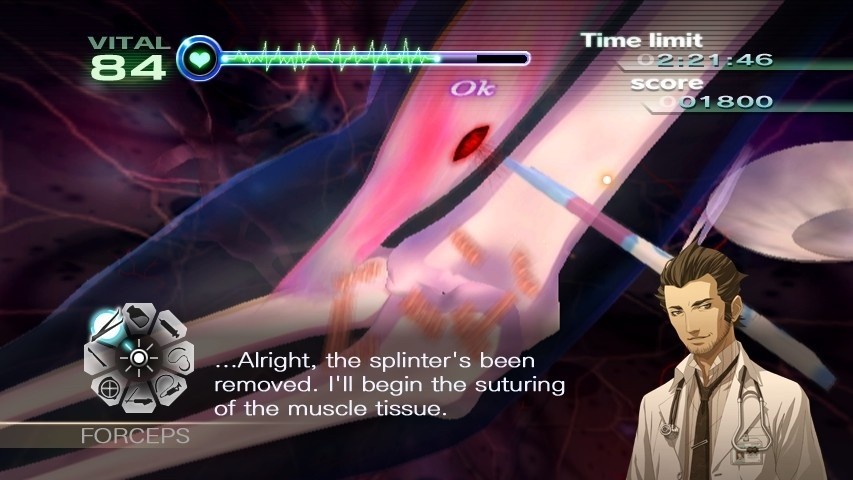 VITAL
84
Time limit
02:21:46
score
001800
Ok
...Alright, the splinter's been
removed. I'll begin the suturing
of the muscle tissue.
FORCEPS